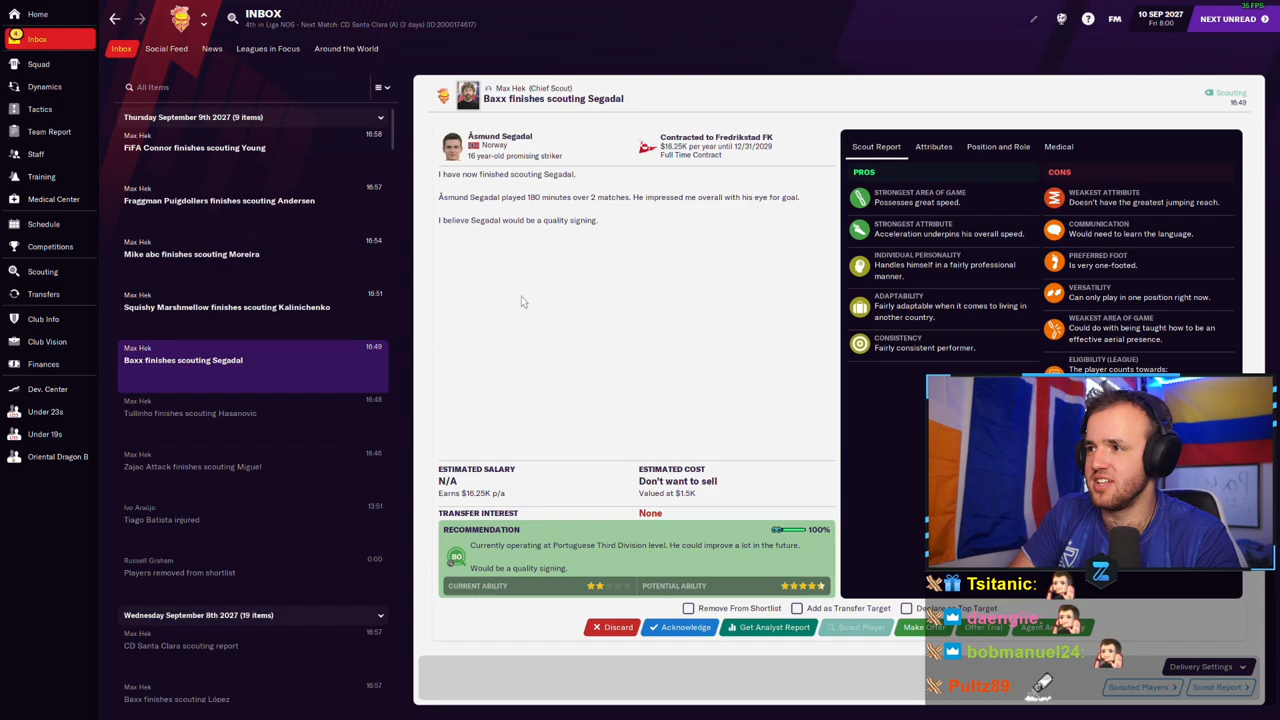 35 FPS
Home
INBOX
4th in Liga NOS - Next Match: CD Santa Clara (A) (3 days) (ID:2000174617)
FM
10 SEP 2027
Fri 8:00
NEXT UNREAD
4
Inbox
Squad
Dynamics
Tactics
Team Report
Staff
Training
Medical Center
Schedule
Competitions
Scouting
Transfers
Club Info
Club Vision
Finances
Dev. Center
Under 23s
Under 19s
Oriental Dragon B
Inbox
Social Feed
News
Leagues in Focus
Around the World
All Items
Thursday September 9th 2027 (9 items)
Max Hek
16:58
FiFA Connor finishes scouting Young
Max Hek
16:57
Fraggman Puigdollers finishes scouting Andersen
Max Hek
16:54
Mike abc finishes scouting Moreira
Max Hek
16:51
Squishy Marshmellow finishes scouting Kalinichenko
Max Hek
16:49
Baxx finishes scouting Segadal
Max Hek
16:48
Tullinho finishes scouting Hasanovic
Max Hek
16:46
Zajac Attack finishes scouting Miguel
Ivo Araújo
13:51
Tiago Batista injured
Russell Graham
0:00
Players removed from shortlist
Wednesday September 8th 2027 (19 items)
Max Hek
16:57
CD Santa Clara scouting report
Max Hek
16:57
Baxx finishes scouting López
Max Hek (Chief Scout)
Baxx finishes scouting Segadal
Scouting
16:49
Åsmund Segadal
Norway
16 year-old promising striker
Contracted to Fredrikstad FK
$16.25K per year until 12/31/2029
Full Time Contract
I have now finished scouting Segadal.
Åsmund Segadal played 180 minutes over 2 matches. He impressed me overall with his eye for goal.
I believe Segadal would be a quality signing.
ESTIMATED SALARY
N/A
Earns $16.25K p/a
ESTIMATED COST
Don't want to sell
Valued at $1.5K
TRANSFER INTEREST
None
RECOMMENDATION
100%
80
Currently operating at Portuguese Third Division level. He could improve a lot in the future.
Would be a quality signing.
CURRENT ABILITY
POTENTIAL ABILITY
Remove From Shortlist
Add as Transfer Target
Declare as Top Target
Discard
Acknowledge
Get Analyst Report
Scout Player
Make Offer
Offer Trial
Delivery Settings
Scouted Players
Scout Report
Scout Report
Attributes
Position and Role
Medical
PROS
STRONGEST AREA OF GAME
Possesses great speed.
STRONGEST ATTRIBUTE
Acceleration underpins his overall speed.
INDIVIDUAL PERSONALITY
Handles himself in a fairly professional
manner.
ADAPTABILITY
Fairly adaptable when it comes to living in
another country.
CONSISTENCY
Fairly consistent performer.
CONS
WEAKEST ATTRIBUTE
Doesn't have the greatest jumping reach.
COMMUNICATION
Would need to learn the language.
PREFERRED FOOT
Is very one-footed.
VERSATILITY
Can only play in one position right now.
WEAKEST AREA OF GAME
Could do with being taught how to be an
effective aerial presence.
ELIGIBILITY (LEAGUE)
The player counts towards:
Z
Tsitanic:
daengije:
bobmanuel24:
Pultz89: